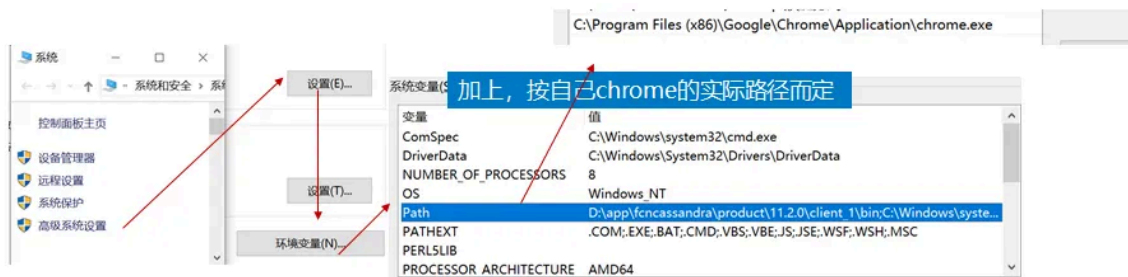 C:\Program Files (x86)\Google\Chrome\Application\chrome.exe
系统
系统和安全
控制面板主页
设备管理器
远程设置
系统保护
高级系统设置
设置(E)...
设置(T)...
环境变量(N)...
系统变量(S
加上，按自己chrome的实际路径而定
变量 值
ComSpec C:\Windows\system32\cmd.exe
DriverData C:\Windows\System32\Drivers\DriverData
NUMBER_OF_PROCESSORS 8
OS Windows_NT
Path D:\app\fcncassandra\product\11.2.0\client_1\bin;C:\Windows\syste...
PATHEXT .COM;.EXE;.BAT;.CMD;.VBS;.VBE;.JS;.JSE;.WSF;.WSH;.MSC
PERL5LIB
PROCESSOR_ARCHITECTURE AMD64